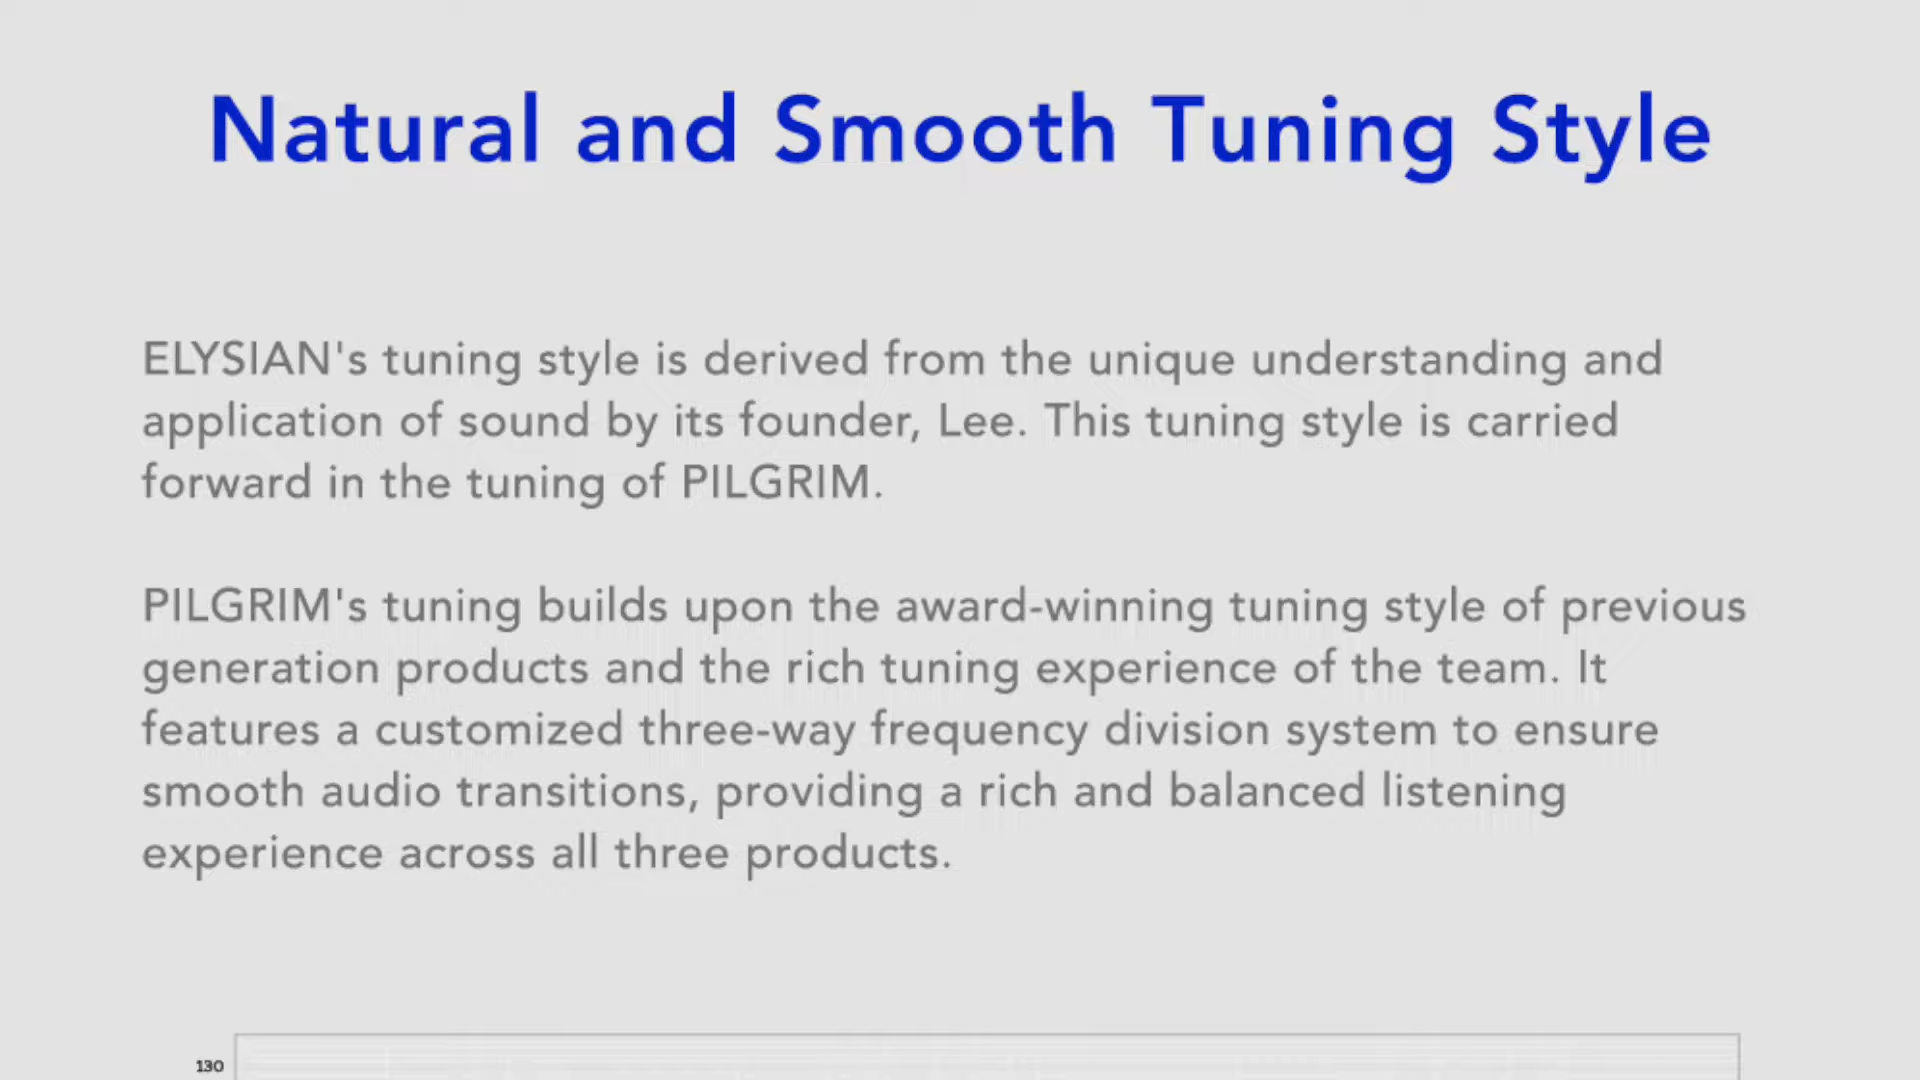 Natural and Smooth Tuning Style
ELYSIAN's tuning style is derived from the unique understanding and
application of sound by its founder, Lee. This tuning style is carried
forward in the tuning of PILGRIM.
PILGRIM's tuning builds upon the award-winning tuning style of previous
generation products and the rich tuning experience of the team. It
features a customized three-way frequency division system to ensure
smooth audio transitions, providing a rich and balanced listening
experience across all three products.
130